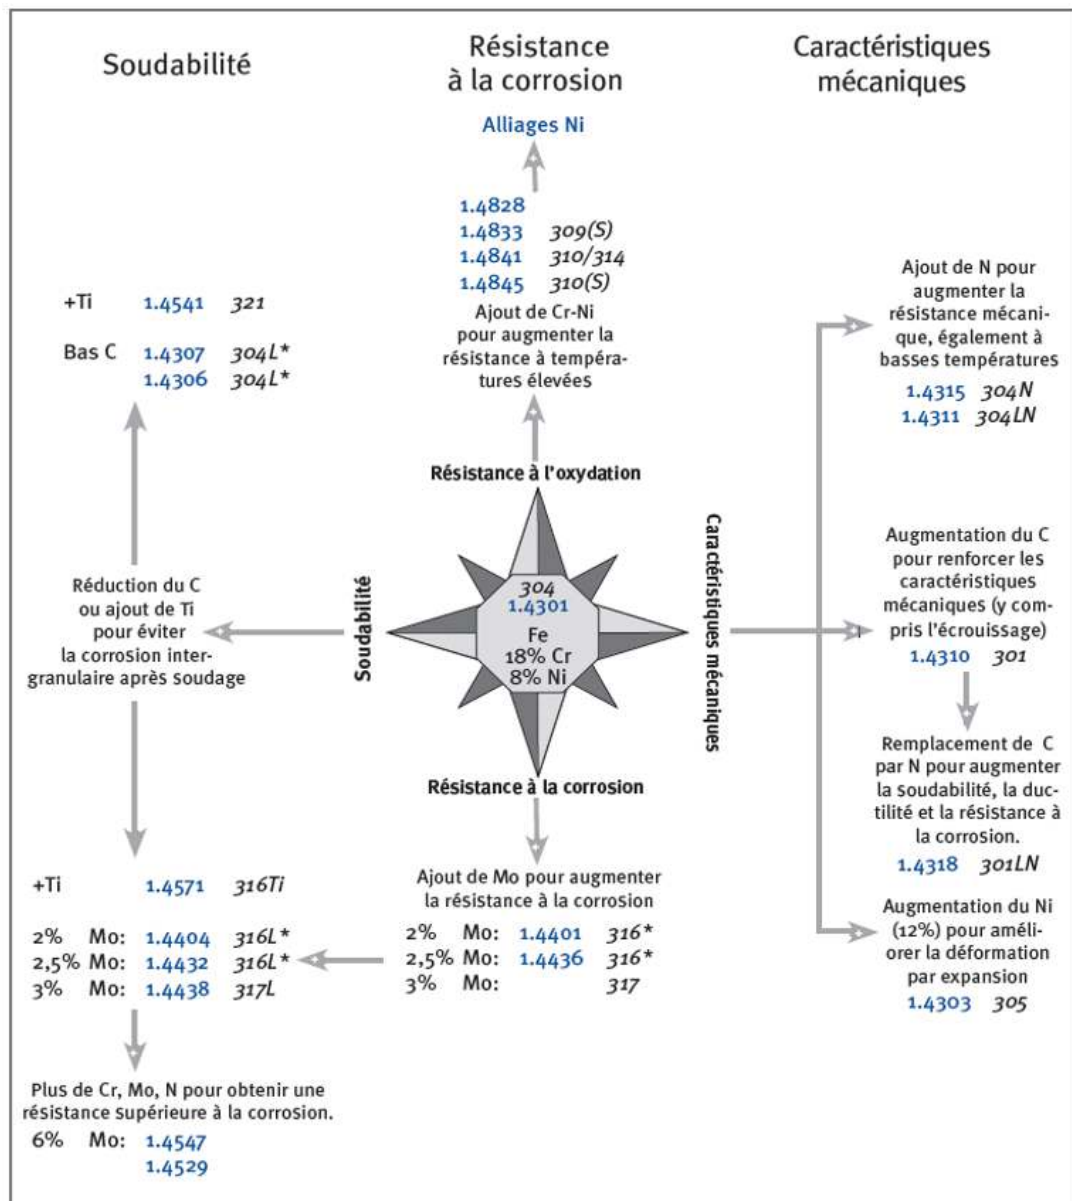 Soudabilité
Résistance
à la corrosion
Caractéristiques
mécaniques
Alliages Ni
1.4828
1.4833 309(S)
1.4841 310/314
1.4845 310(S)
Ajout de Cr-Ni
pour augmenter la
résistance à tempéra-
tures élevées
+Ti 1.4541 321
Bas C 1.4307 304L*
1.4306 304L*
Ajout de N pour
augmenter la
résistance mécani-
que, également à
basses températures
1.4315 304N
1.4311 304LN
Résistance à l'oxydation
Réduction du C
ou ajout de Ti
pour éviter
la corrosion inter-
granulaire après soudage
Soudabilité
304
1.4301
Fe
18% Cr
8% Ni
Caractéristiques mécaniques
Augmentation du C
pour renforcer les
caractéristiques
mécaniques (y com-
pris l'écrouissage)
1.4310 301
Remplacement de C
par N pour augmenter
la soudabilité, la duc-
tilité et la résistance à
la corrosion.
1.4318 301LN
Augmentation du Ni
(12%) pour améli-
orer la déformation
par expansion
1.4303 305
Résistance à la corrosion
Ajout de Mo pour augmenter
la résistance à la corrosion
2% Mo: 1.4401 316*
2,5% Mo: 1.4436 316*
3% Mo: 317
+Ti 1.4571 316Ti
2% Mo: 1.4404 316L*
2,5% Mo: 1.4432 316L*
3% Mo: 1.4438 317L
Plus de Cr, Mo, N pour obtenir une
résistance supérieure à la corrosion.
6% Mo: 1.4547
1.4529